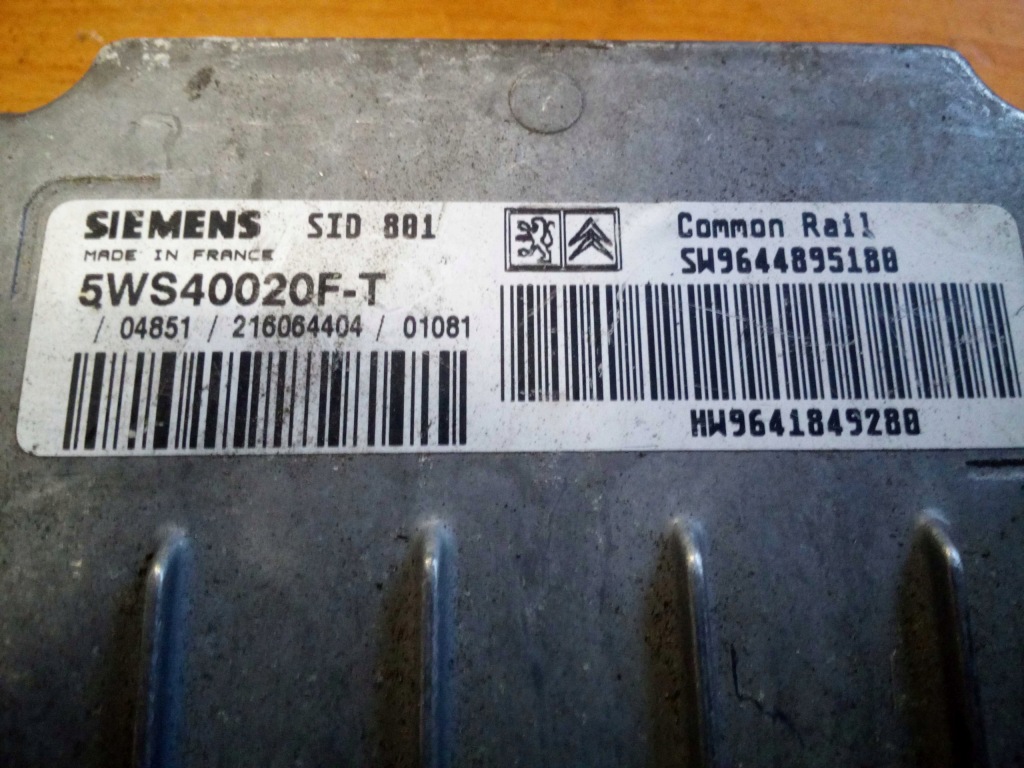 SIEMENS SID 801
MADE IN FRANCE
5WS40020F-T
/ 04851 / 216064404 / 01081
Common Rail
SW9644895180
HW9641849280